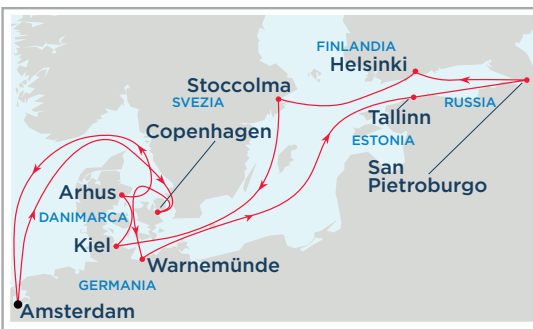 FINLANDIA
Helsinki
Stoccolma
SVEZIA
RUSSIA
Copenhagen
Tallinn
ESTONIA
San
Pietroburgo
Arhus
DANIMARCA
Kiel
Warnemünde
GERMANIA
Amsterdam